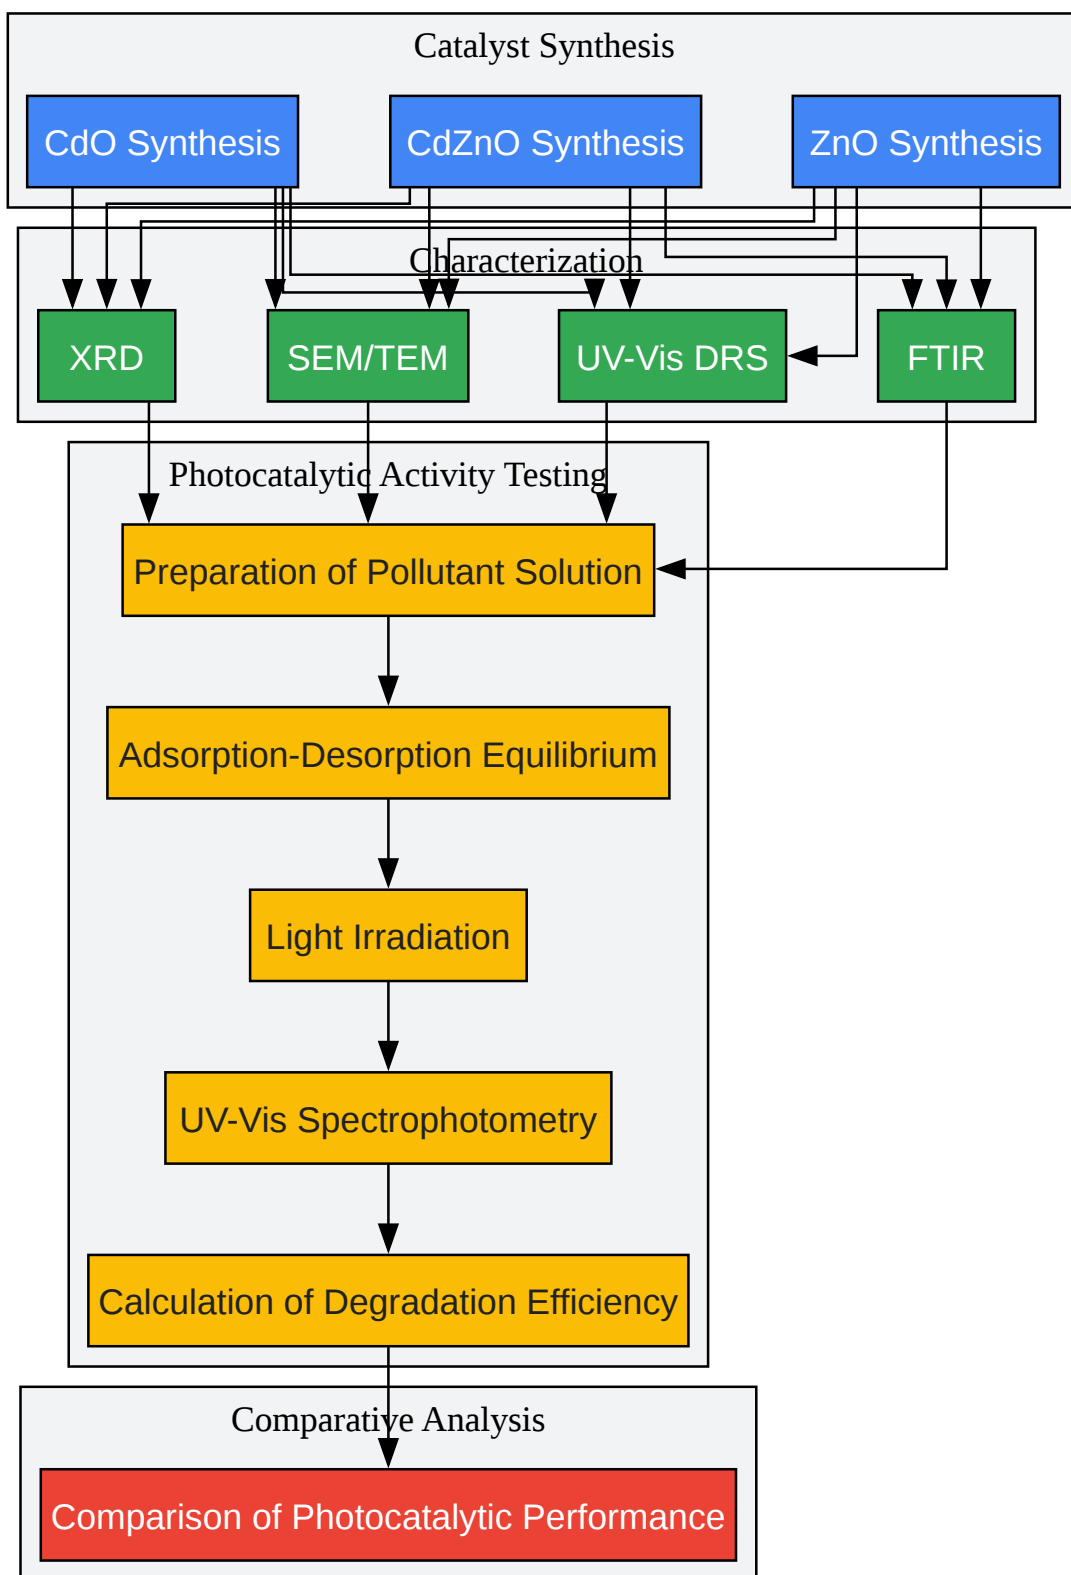 Catalyst Synthesis
CdO Synthesis
CdZnO Synthesis
ZnO Synthesis
Characterization
XRD
SEM/TEM
UV-Vis DRS
FTIR
Photocatalytic Activity Testing
Preparation of Pollutant Solution
Adsorption-Desorption Equilibrium
Light Irradiation
UV-Vis Spectrophotometry
Calculation of Degradation Efficiency
Comparative Analysis
Comparison of Photocatalytic Performance